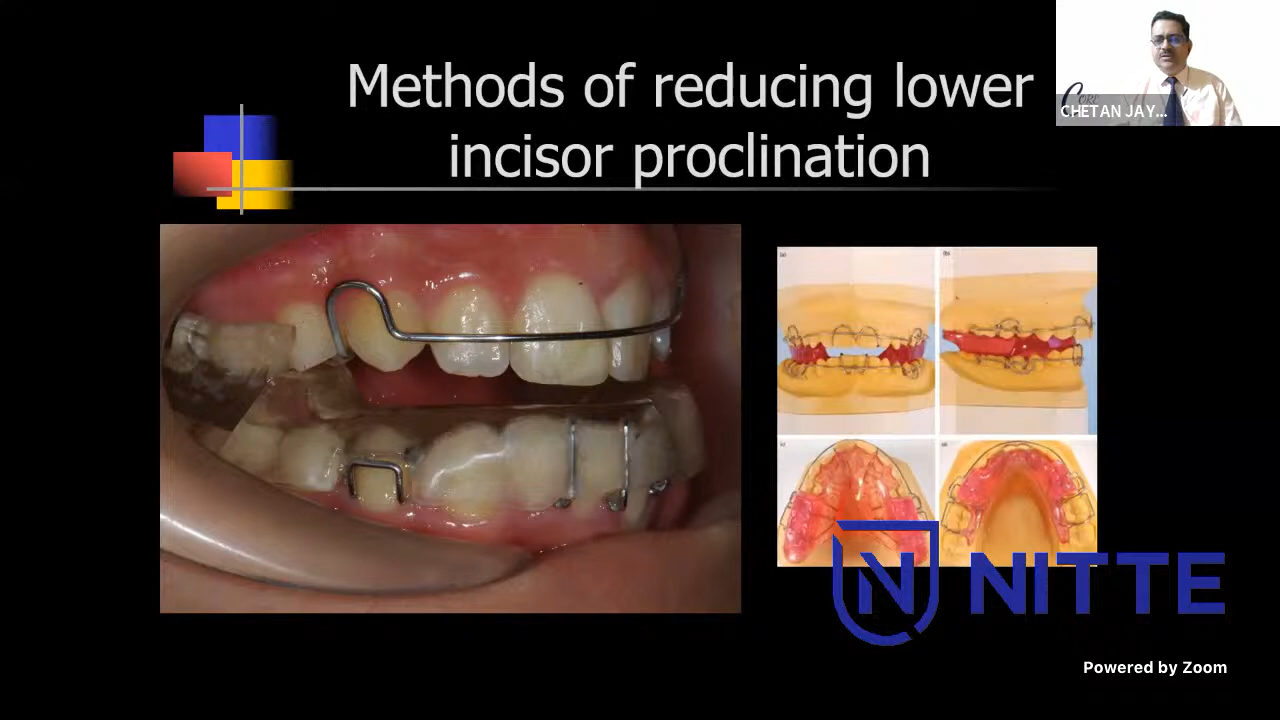 Methods of reducing lower
incisor proclination
CHETAN JAY...
N NITTE
Powered by Zoom